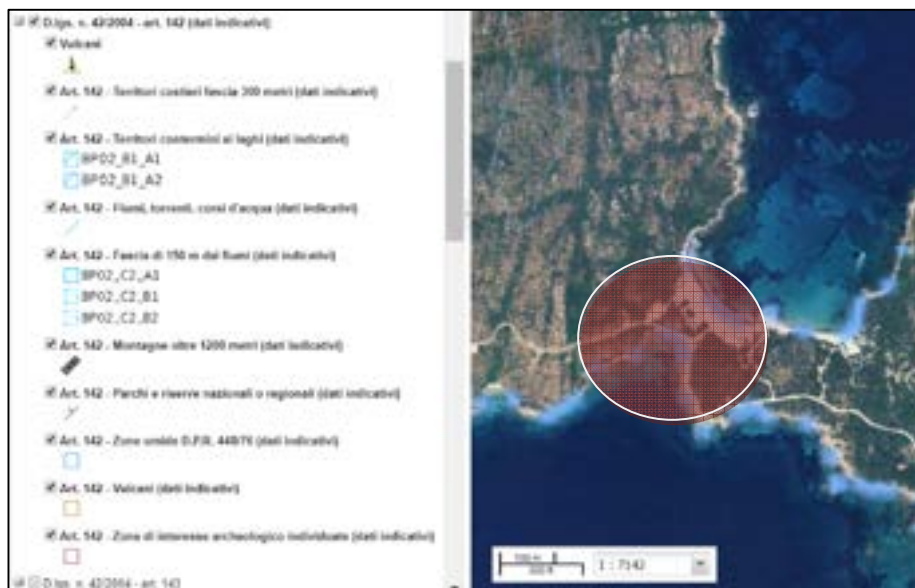 D.lgs. n. 42/2004 - art. 142 (dati indicativi)
Vulcani
Art. 142 - Territori costieri fascia 300 metri (dati indicativi)
Art. 142 - Territori contermini ai laghi (dati indicativi)
BP02_B1_A1
BP02_B1_A2
Art. 142 - Fiumi, torrenti, corsi d'acqua (dati indicativi)
Art. 142 - Fascia di 150 m dai fiumi (dati indicativi)
BP02_C2_A1
BP02_C2_B1
BP02_C2_B2
Art. 142 - Montagne oltre 1200 metri (dati indicativi)
Art. 142 - Parchi e riserve nazionali o regionali (dati indicativi)
Art. 142 - Zone umide D.P.R. 448/76 (dati indicativi)
Art. 142 - Vulcani (dati indicativi)
Art. 142 - Zone di interesse archeologico individuate (dati indicativi)
D.lgs. n. 42/2004 - art. 143
1 : 7142